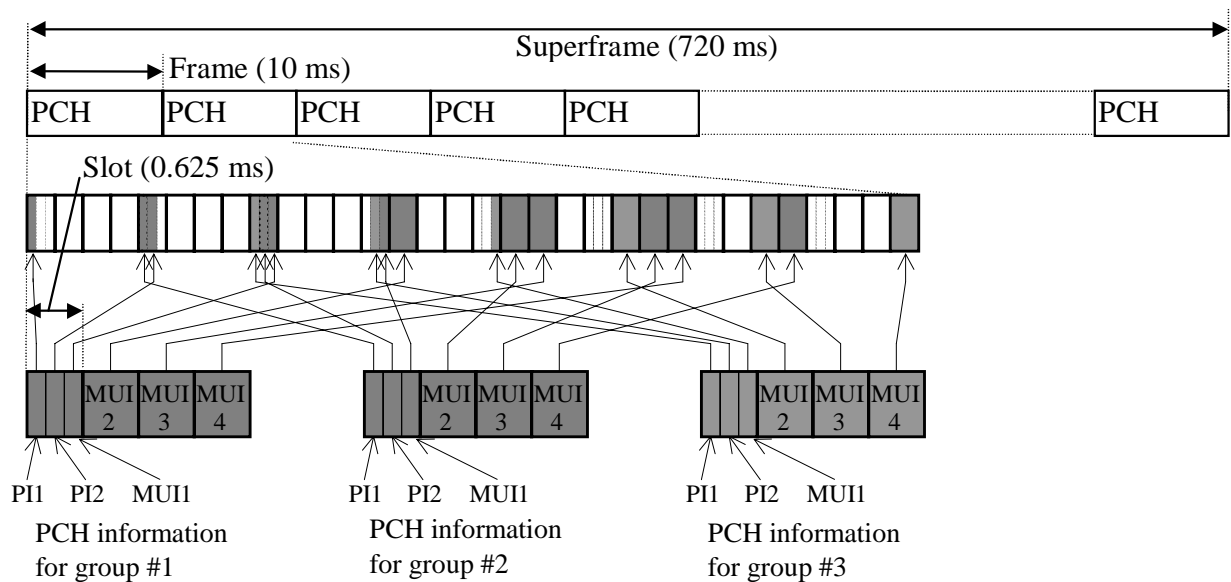 Superframe (720 ms)
Frame (10 ms)
PCH PCH PCH PCH PCH PCH
Slot (0.625 ms)
MUI MUI MUI MUI MUI MUI MUI MUI MUI
2 3 4 2 3 4 2 3 4
PI1 PI2 MUI1 PI1 PI2 MUI1 PI1 PI2 MUI1
PCH information PCH information PCH information
for group #1 for group #2 for group #3